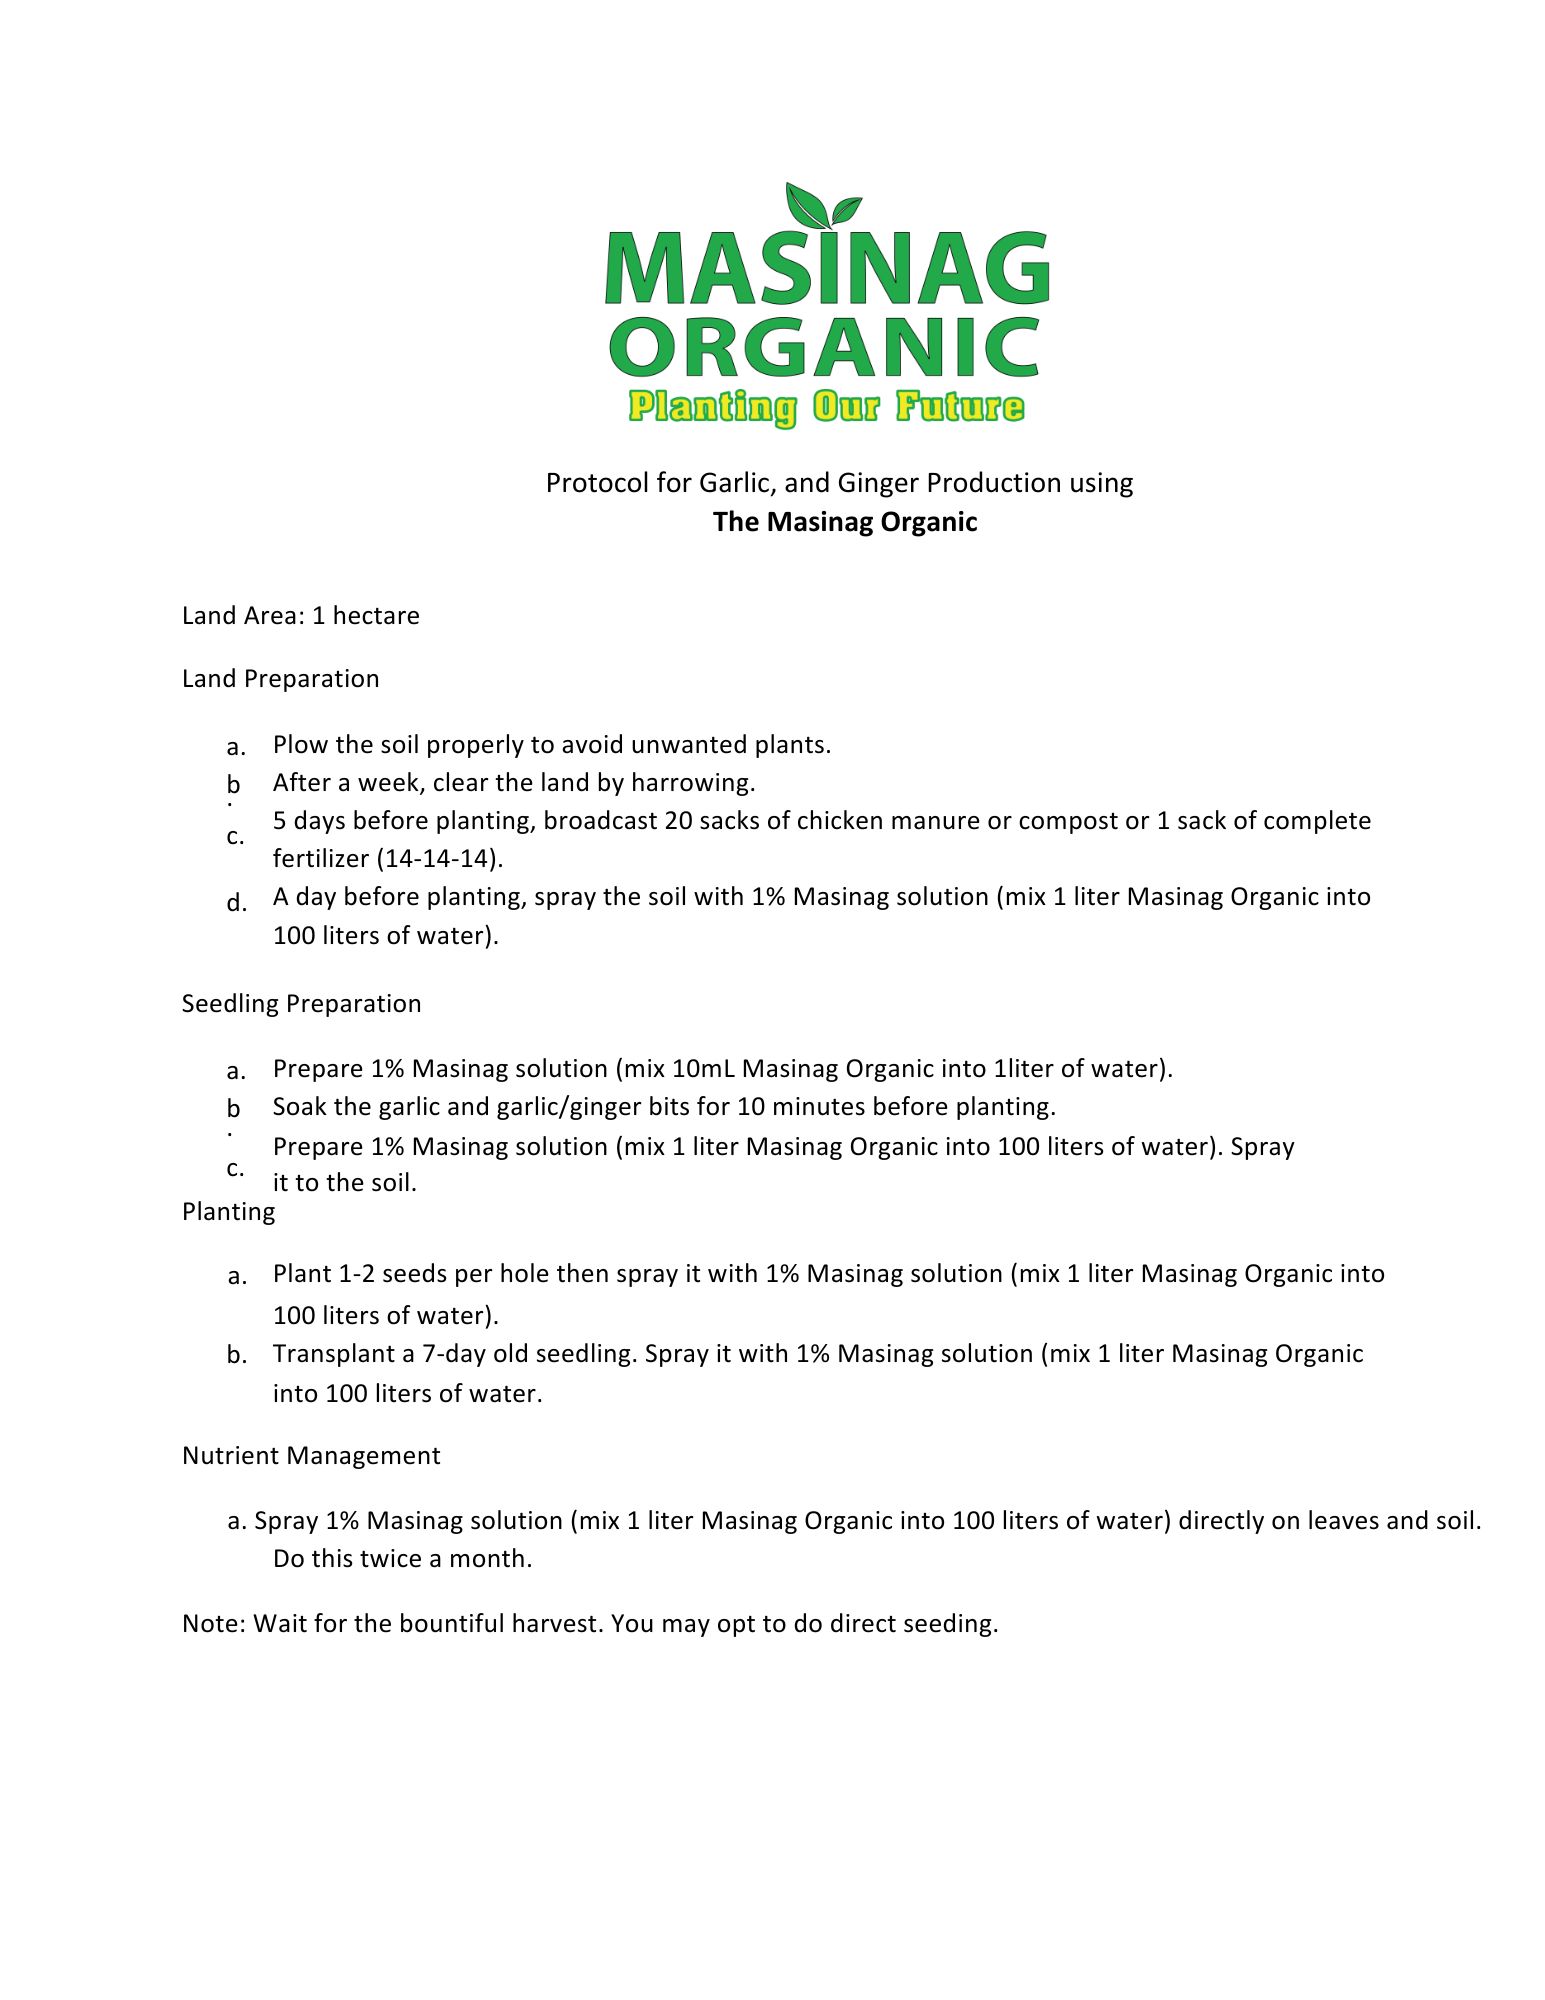 MASINAG
ORGANIC
Planting Our Future
Protocol for Garlic, and Ginger Production using
The Masinag Organic
Land Area: 1 hectare
Land Preparation
a. Plow the soil properly to avoid unwanted plants.
b. After a week, clear the land by harrowing.
c. 5 days before planting, broadcast 20 sacks of chicken manure or compost or 1 sack of complete
fertilizer (14-14-14).
d. A day before planting, spray the soil with 1% Masinag solution (mix 1 liter Masinag Organic into
100 liters of water).
Seedling Preparation
a. Prepare 1% Masinag solution (mix 10mL Masinag Organic into 1liter of water).
b. Soak the garlic and garlic/ginger bits for 10 minutes before planting.
c. Prepare 1% Masinag solution (mix 1 liter Masinag Organic into 100 liters of water). Spray
it to the soil.
Planting
a. Plant 1-2 seeds per hole then spray it with 1% Masinag solution (mix 1 liter Masinag Organic into
100 liters of water).
b. Transplant a 7-day old seedling. Spray it with 1% Masinag solution (mix 1 liter Masinag Organic
into 100 liters of water.
Nutrient Management
a. Spray 1% Masinag solution (mix 1 liter Masinag Organic into 100 liters of water) directly on leaves and soil.
Do this twice a month.
Note: Wait for the bountiful harvest. You may opt to do direct seeding.